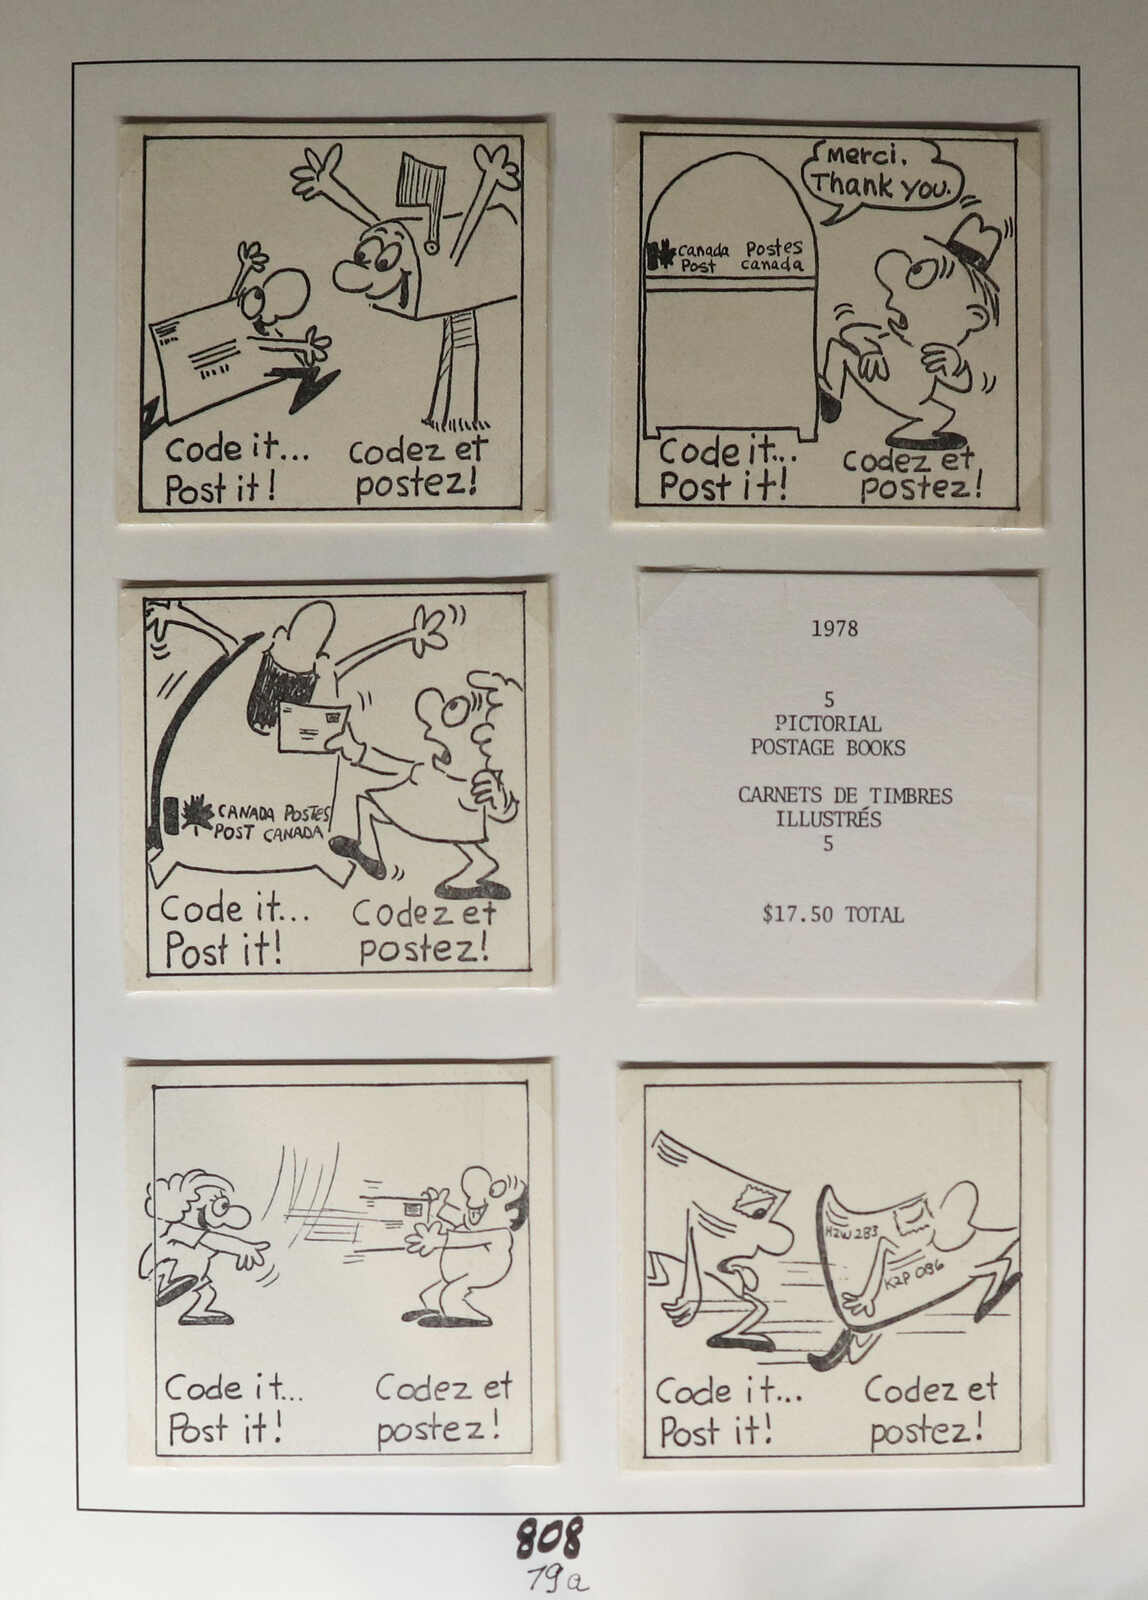 Code it...
Post it!
Codez et
postez!
Merci.
Thank you.
Canada Postes
Post Canada
Code it...
Post it!
Codez et
postez!
CANADA POSTES
POST CANADA
Code it...
Post it!
Codez et
postez!
1978
5
PICTORIAL
POSTAGE BOOKS
CARNETS DE TIMBRES
ILLUSTRÉS
5
$17.50 TOTAL
Code it...
Post it!
Codez et
postez!
H2W 2B3
K2P 0B6
Code it...
Post it!
Codez et
postez!
808
19a